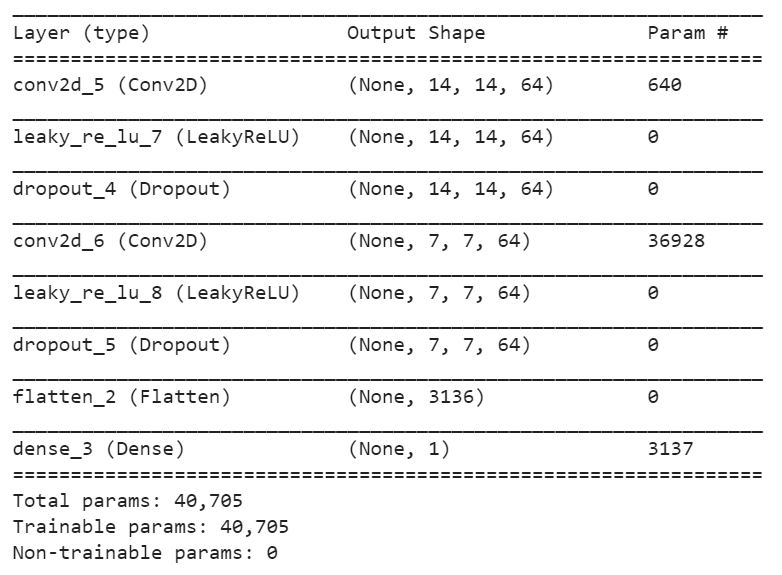 _________________________________________________________________
Layer (type)                 Output Shape              Param #
=================================================================
conv2d_5 (Conv2D)            (None, 14, 14, 64)        640
_________________________________________________________________
leaky_re_lu_7 (LeakyReLU)    (None, 14, 14, 64)        0
_________________________________________________________________
dropout_4 (Dropout)          (None, 14, 14, 64)        0
_________________________________________________________________
conv2d_6 (Conv2D)            (None, 7, 7, 64)          36928
_________________________________________________________________
leaky_re_lu_8 (LeakyReLU)    (None, 7, 7, 64)          0
_________________________________________________________________
dropout_5 (Dropout)          (None, 7, 7, 64)          0
_________________________________________________________________
flatten_2 (Flatten)          (None, 3136)              0
_________________________________________________________________
dense_3 (Dense)              (None, 1)                 3137
=================================================================
Total params: 40,705
Trainable params: 40,705
Non-trainable params: 0